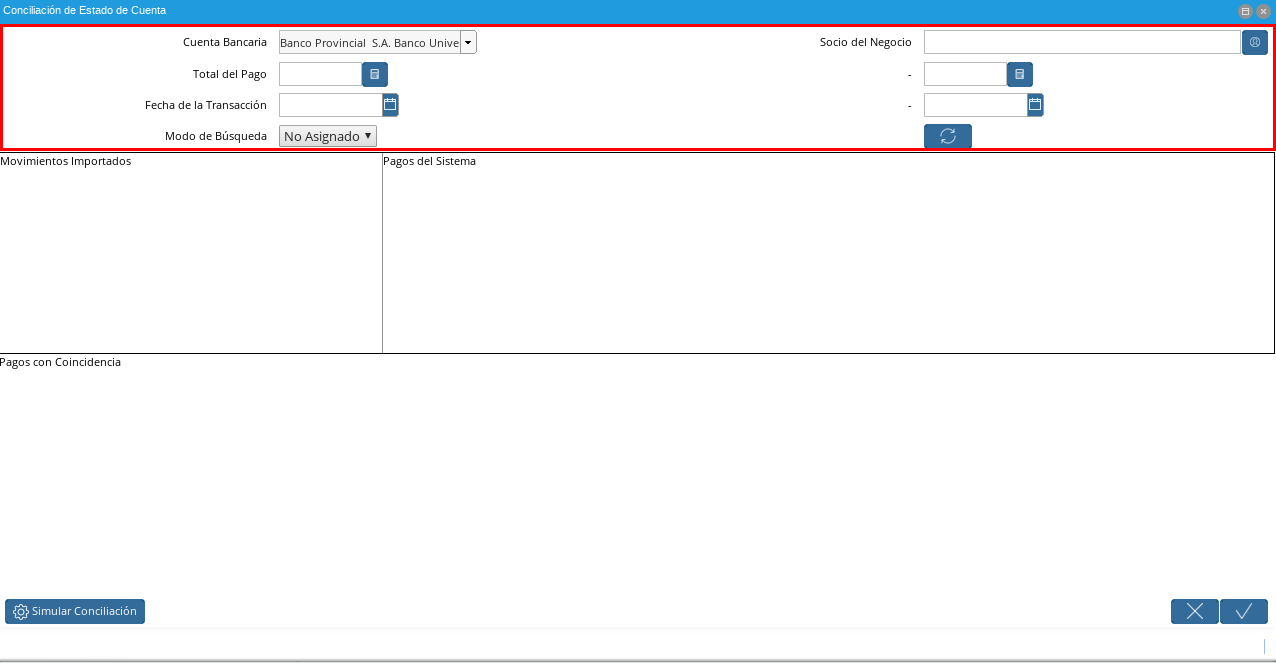 Conciliación de Estado de Cuenta
Cuenta Bancaria Banco Provincial S.A. Banco Unive Socio del Negocio
Total del Pago -
Fecha de la Transacción -
Modo de Búsqueda No Asignado
Movimientos Importados Pagos del Sistema
Pagos con Coincidencia
Simular Conciliación